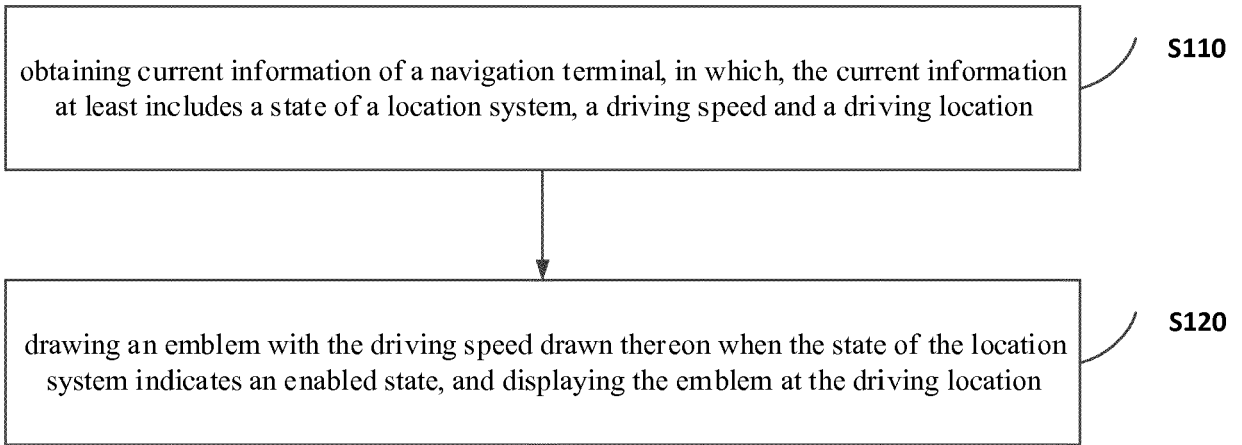 obtaining current information of a navigation terminal, in which, the current information
at least includes a state of a location system, a driving speed and a driving location
S110
drawing an emblem with the driving speed drawn thereon when the state of the location
system indicates an enabled state, and displaying the emblem at the driving location
S120